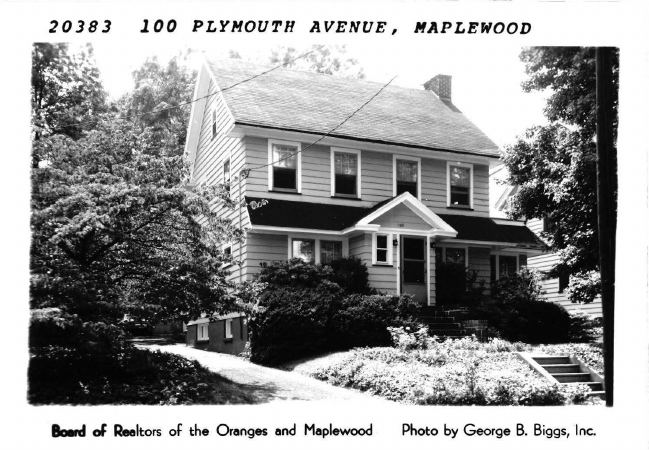 20383 100 PLYMOUTH AVENUE, MAPLEWOOD
Board of Realtors of the Oranges and Maplewood Photo by George B. Biggs, Inc.